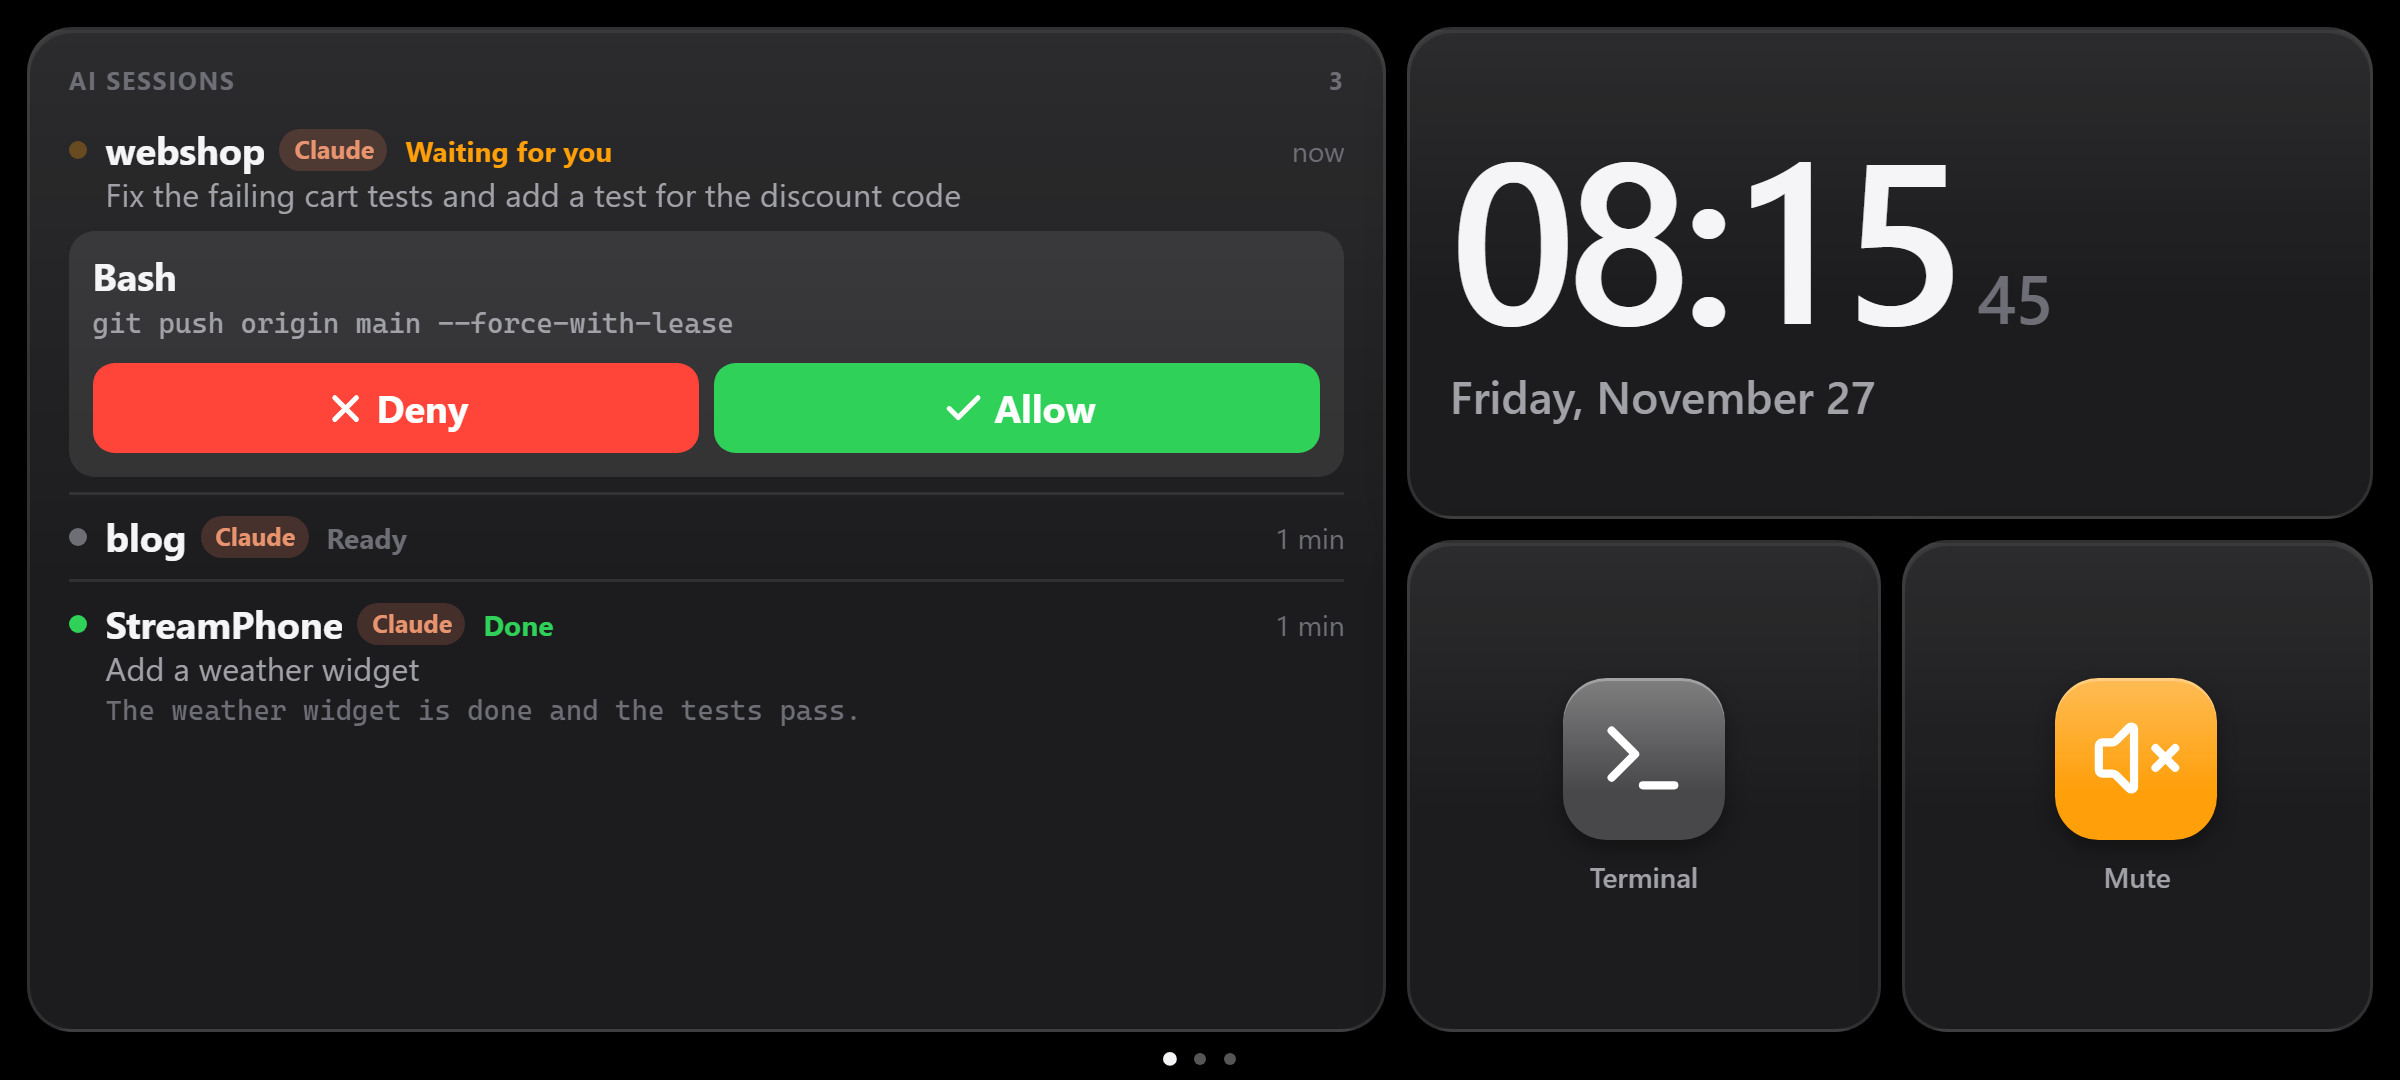 AI SESSIONS 3
webshop Claude Waiting for you now
Fix the failing cart tests and add a test for the discount code
Bash
git push origin main --force-with-lease
Deny Allow
blog Claude Ready 1 min
StreamPhone Claude Done 1 min
Add a weather widget
The weather widget is done and the tests pass.
08:15 45
Friday, November 27
Terminal
Mute